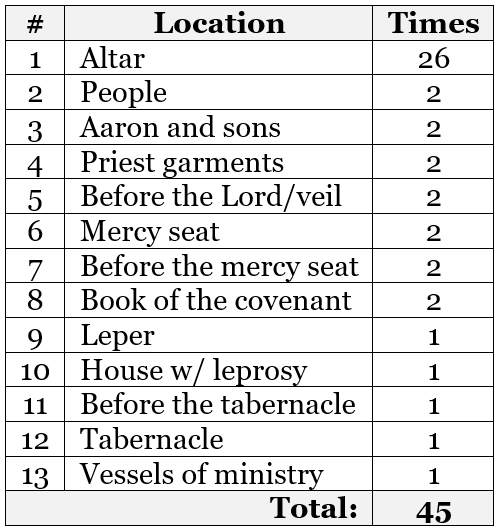 # Location Times
1 Altar 26
2 People 2
3 Aaron and sons 2
4 Priest garments 2
5 Before the Lord/veil 2
6 Mercy seat 2
7 Before the mercy seat 2
8 Book of the covenant 2
9 Leper 1
10 House w/ leprosy 1
11 Before the tabernacle 1
12 Tabernacle 1
13 Vessels of ministry 1
Total: 45